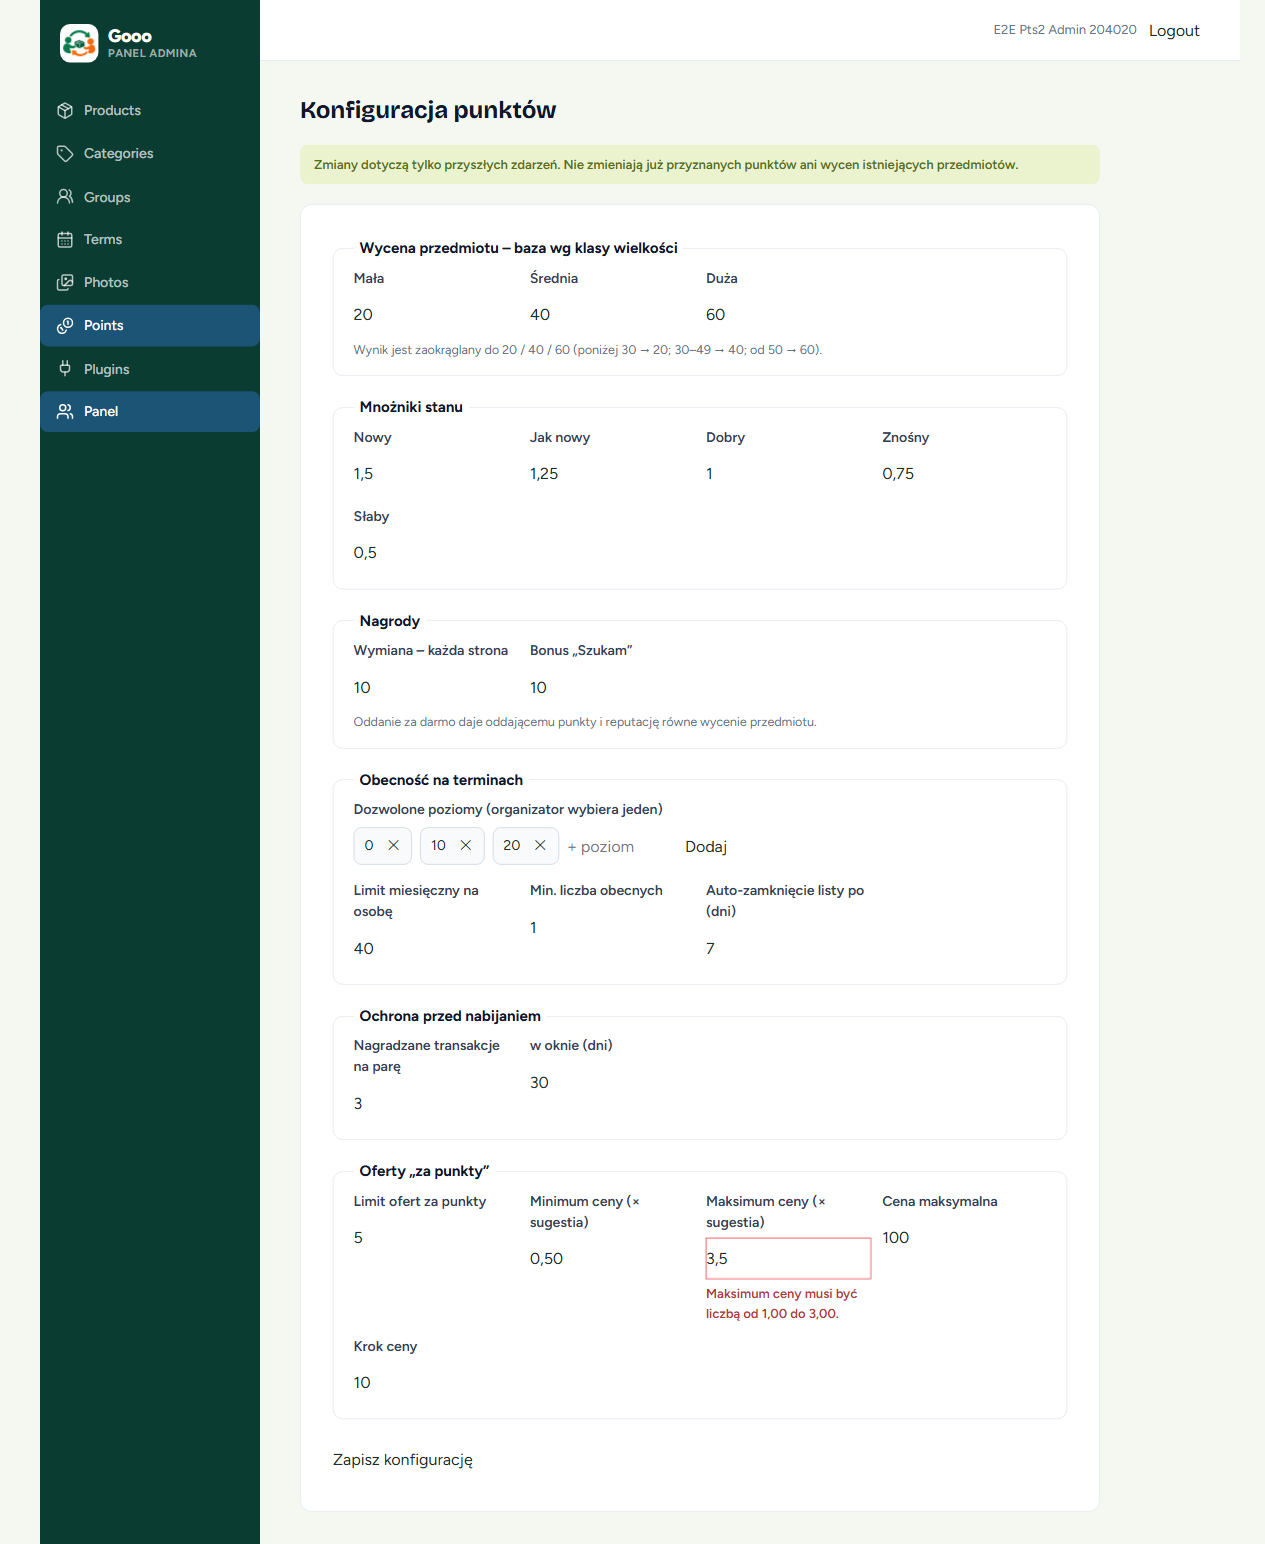 Gooo
PANEL ADMINA
E2E Pts2 Admin 204020 Logout
Products
Categories
Groups
Terms
Photos
Points
Plugins
Panel
Konfiguracja punktów
Zmiany dotyczą tylko przyszłych zdarzeń. Nie zmieniają już przyznanych punktów ani wycen istniejących przedmiotów.
Wycena przedmiotu – baza wg klasy wielkości
Mała Średnia Duża
20 40 60
Wynik jest zaokrąglany do 20 / 40 / 60 (poniżej 30 → 20; 30–49 → 40; od 50 → 60).
Mnożniki stanu
Nowy Jak nowy Dobry Znośny
1,5 1,25 1 0,75
Słaby
0,5
Nagrody
Wymiana – każda strona Bonus „Szukam”
10 10
Oddanie za darmo daje oddającemu punkty i reputację równe wycenie przedmiotu.
Obecność na terminach
Dozwolone poziomy (organizator wybiera jeden)
0 × 10 × 20 × + poziom Dodaj
Limit miesięczny na osobę
40
Min. liczba obecnych
1
Auto-zamknięcie listy po (dni)
7
Ochrona przed nabijaniem
Nagradzane transakcje na parę
3
w oknie (dni)
30
Oferty „za punkty”
Limit ofert za punkty
5
Minimum ceny (× sugestia)
0,50
Maksimum ceny (× sugestia)
3,5
Maksimum ceny musi być liczbą od 1,00 do 3,00.
Cena maksymalna
100
Krok ceny
10
Zapisz konfigurację